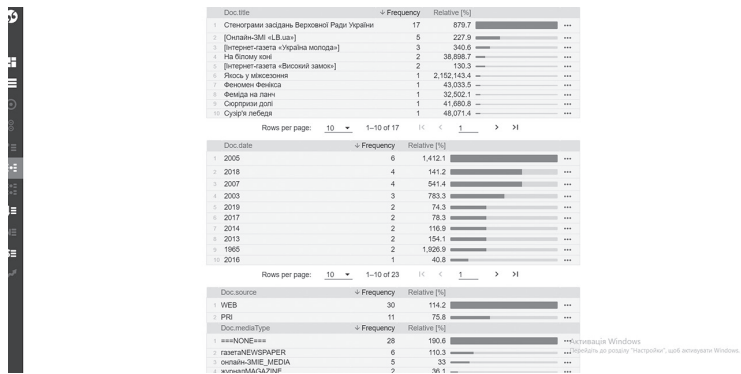 Doc.title Frequency Relative [%]
1 Стенограми засідань Верховної Ради України 17 879.7
2 [Онлайн-ЗМІ «LB.ua»] 5 227.9
3 [Інтернет-газета «Україна молода»] 3 340.6
4 На білому коні 2 38,898.7
5 [Інтернет-газета «Високий замок»] 2 130.3
6 Якось у міжсезоння 1 2,152,143.4
7 Феномен Фенікса 1 43,033.5
8 Феміда на ланч 1 32,502.1
9 Сюрпризи долі 1 41,680.8
10 Сузір'я лебедя 1 48,071.4
Rows per page: 10 1–10 of 17 1
Doc.date Frequency Relative [%]
1 2005 6 1,412.1
2 2018 4 141.2
3 2007 4 541.4
4 2003 3 783.3
5 2019 2 74.3
6 2017 2 78.3
7 2014 2 116.9
8 2013 2 154.1
9 1965 2 1,926.9
10 2016 1 40.8
Rows per page: 10 1–10 of 23 1
Doc.source Frequency Relative [%]
1 WEB 30 114.2
2 PRI 11 75.8
Doc.mediaType Frequency Relative [%]
1 ===NONE=== 28 190.6
2 газетаNEWSPAPER 6 110.3
3 онлайн-ЗМІE_MEDIA 5 33
4 журналMAGAZINE 2 36.1
Активація Windows
Перейдіть до розділу "Настройки", щоб активувати Windows.